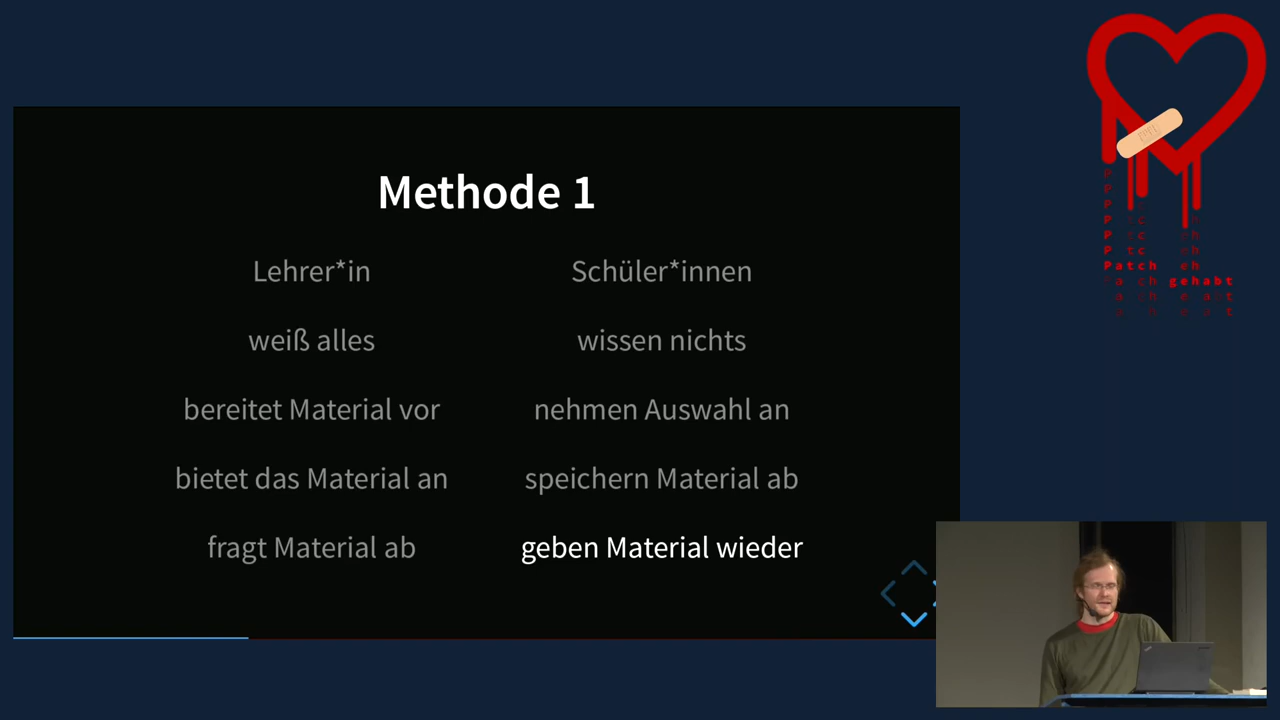 Methode 1
Lehrer*in Schüler*innen
weiß alles wissen nichts
bereitet Material vor nehmen Auswahl an
bietet das Material an speichern Material ab
fragt Material ab geben Material wieder
Patch
gehabt